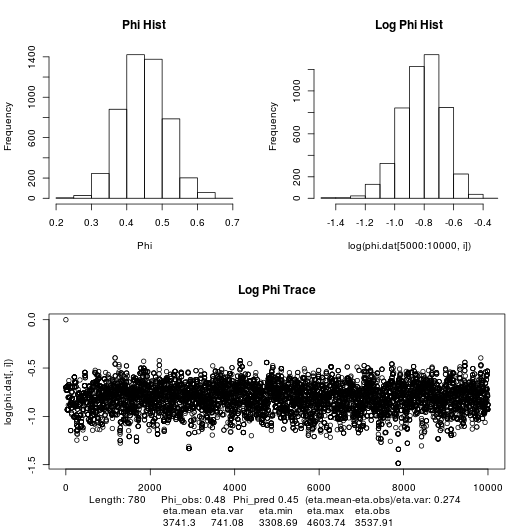 Phi Hist
Log Phi Hist
Frequency
0 200 600 1000 1400
0.2 0.3 0.4 0.5 0.6 0.7
Phi
Frequency
0 200 600 1000
-1.4 -1.2 -1.0 -0.8 -0.6 -0.4
log(phi.dat[5000:10000, i])
Log Phi Trace
log(phi.dat[, i])
0.0 -0.5 -1.0 -1.5
0 2000 4000 6000 8000 10000
Length: 780 Phi_obs: 0.48 Phi_pred 0.45 (eta.mean-eta.obs)/eta.var: 0.274
eta.mean eta.var eta.min eta.max eta.obs
3741.3 741.08 3308.69 4603.74 3537.91